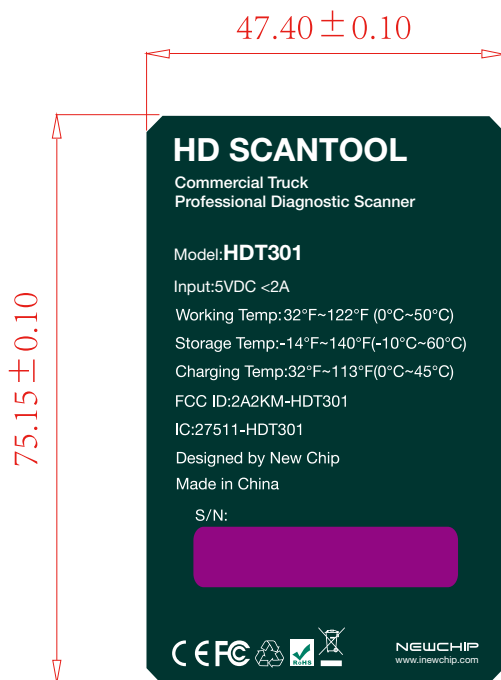 47.40±0.10
75.15±0.10
HD SCANTOOL
Commercial Truck
Professional Diagnostic Scanner
Model:HDT301
Input:5VDC <2A
Working Temp:32°F~122°F (0°C~50°C)
Storage Temp:-14°F~140°F(-10°C~60°C)
Charging Temp:32°F~113°F(0°C~45°C)
FCC ID:2A2KM-HDT301
IC:27511-HDT301
Designed by New Chip
Made in China
S/N:
CE FC RoHS NEWCHIP
www.inewchip.com